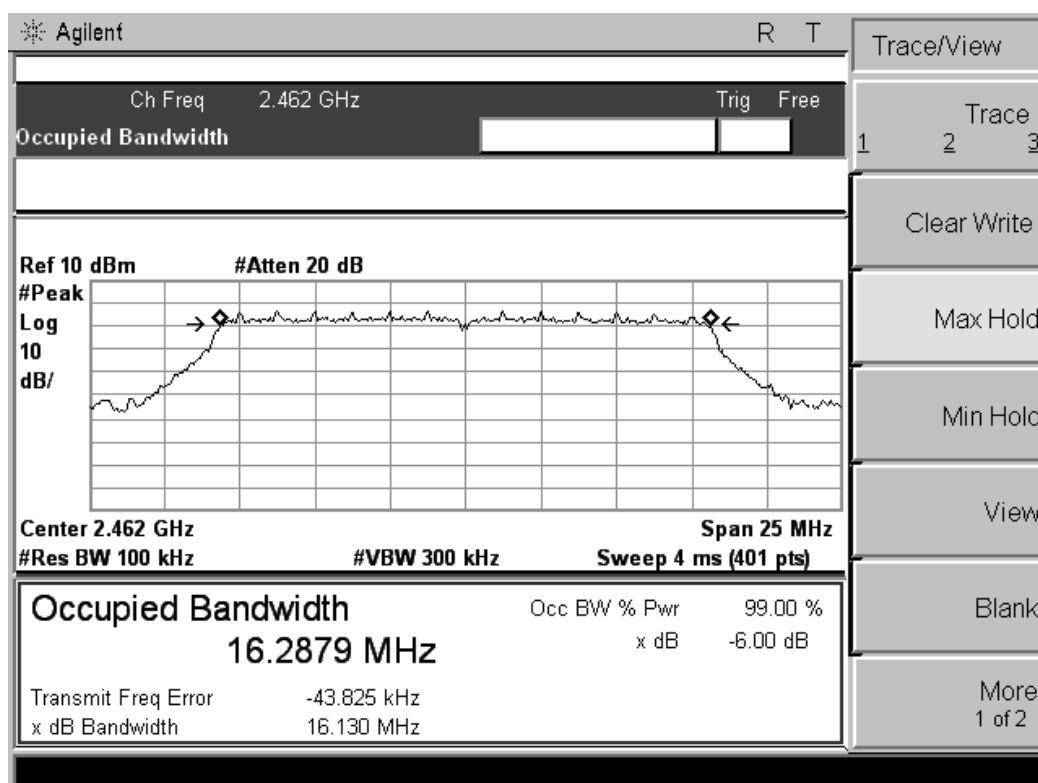 Agilent R T
Trace/View
Ch Freq 2.462 GHz Trig Free
Occupied Bandwidth
Trace
1 2 3
Clear Write
Ref 10 dBm #Atten 20 dB
#Peak
Log
10
dB/
Max Hold
Min Hold
View
Center 2.462 GHz Span 25 MHz
#Res BW 100 kHz #VBW 300 kHz Sweep 4 ms (401 pts)
Occupied Bandwidth
16.2879 MHz
Occ BW % Pwr 99.00 %
x dB -6.00 dB
Transmit Freq Error -43.825 kHz
x dB Bandwidth 16.130 MHz
Blank
More
1 of 2